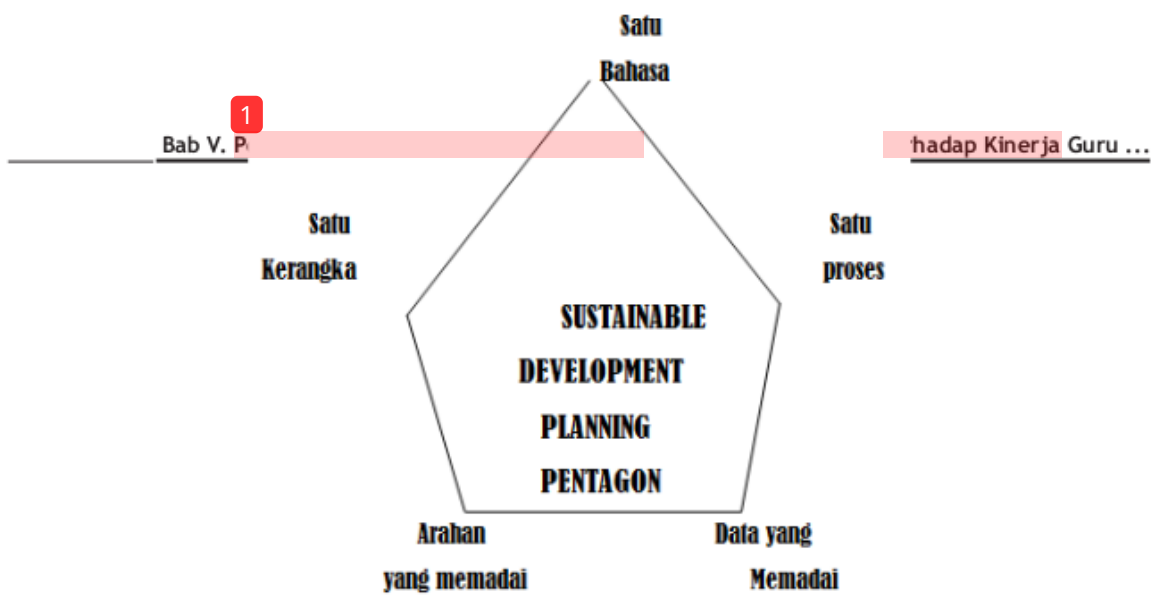 Satu
Bahasa
1
Bab V.
Kinerja Guru ...
Satu
Kerangka
Satu
proses
SUSTAINABLE
DEVELOPMENT
PLANNING
PENTAGON
Arahan
yang memadai
Data yang
Memadai